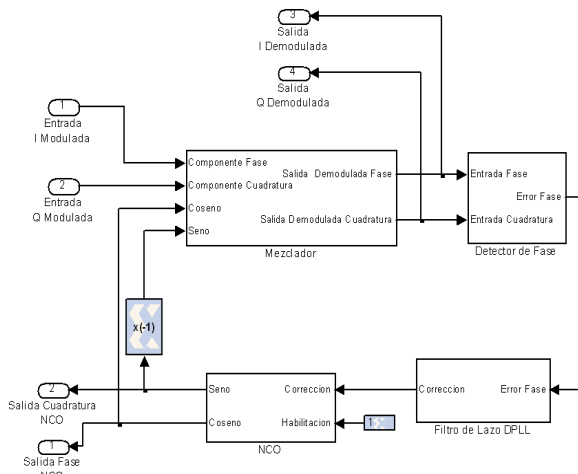 3
Salida
I Demodulada
4
Salida
Q Demodulada
1
Entrada
I Modulada
2
Entrada
Q Modulada
Componente Fase
Componente Cuadratura
Coseno
Seno
Salida Demodulada Fase
Salida Demodulada Cuadratura
Mezclador
Entrada Fase
Error Fase
Entrada Cuadratura
Detector de Fase
x(-1)
2
Salida Cuadratura
NCO
1
Salida Fase
NCO
Seno
Coseno
Correccion
Habilitacion
NCO
1
Correccion
Error Fase
Filtro de Lazo DPLL